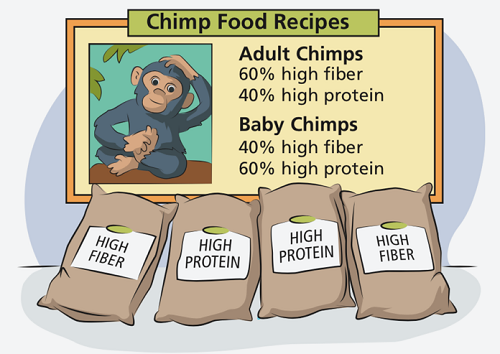 Chimp Food Recipes
Adult Chimps
60% high fiber
40% high protein
Baby Chimps
40% high fiber
60% high protein
HIGH
FIBER
HIGH
PROTEIN
HIGH
PROTEIN
HIGH
FIBER